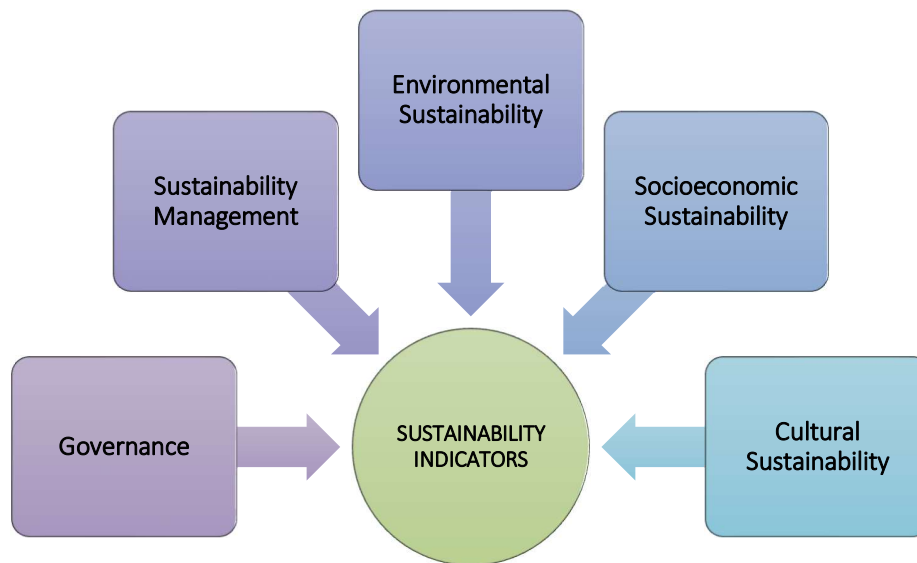 Environmental
Sustainability
Sustainability
Management
Socioeconomic
Sustainability
Governance
SUSTAINABILITY
INDICATORS
Cultural
Sustainability